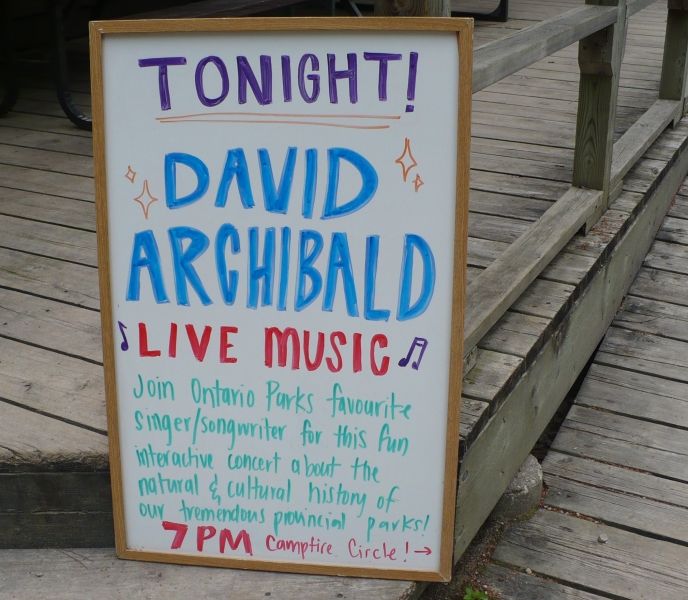 TONIGHT!
DAVID
ARCHIBALD
LIVE MUSIC
Join Ontario Parks favourite
singer/songwriter for this fun
interactive concert about the
natural & cultural history of
our tremendous provincial parks!
7PM Campfire Circle! →